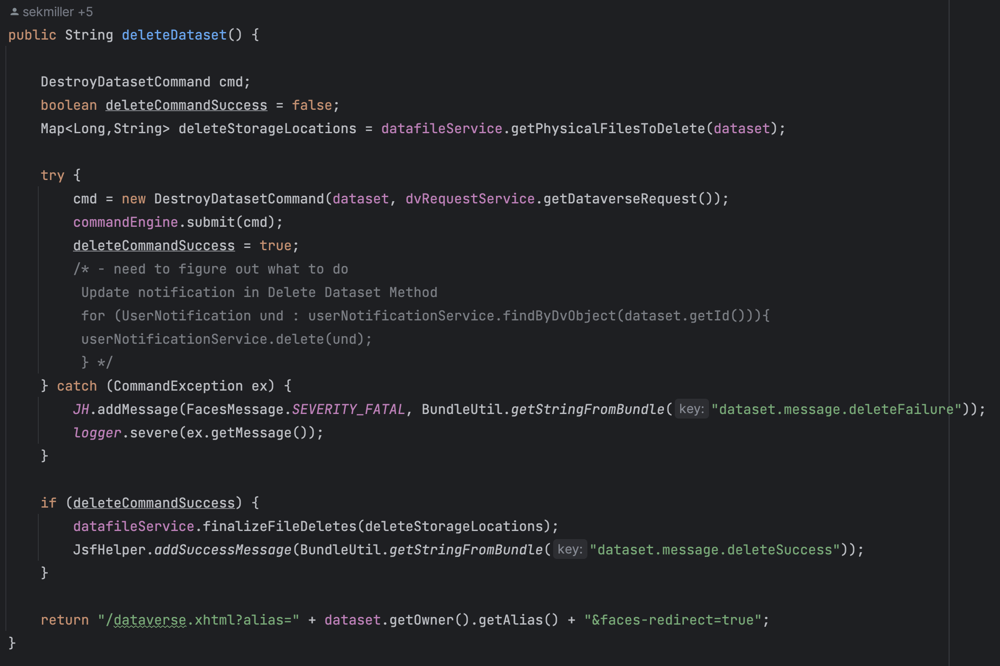 sekmiller +5
public String deleteDataset() {
DestroyDatasetCommand cmd;
boolean deleteCommandSuccess = false;
Map<Long,String> deleteStorageLocations = datafileService.getPhysicalFilesToDelete(dataset);
try {
cmd = new DestroyDatasetCommand(dataset, dvRequestService.getDataverseRequest());
commandEngine.submit(cmd);
deleteCommandSuccess = true;
/* - need to figure out what to do
Update notification in Delete Dataset Method
for (UserNotification und : userNotificationService.findByDvObject(dataset.getId())){
userNotificationService.delete(und);
} */
} catch (CommandException ex) {
JH.addMessage(FacesMessage.SEVERITY_FATAL, BundleUtil.getStringFromBundle( key: "dataset.message.deleteFailure"));
logger.severe(ex.getMessage());
}
if (deleteCommandSuccess) {
datafileService.finalizeFileDeletes(deleteStorageLocations);
JsfHelper.addSuccessMessage(BundleUtil.getStringFromBundle( key: "dataset.message.deleteSuccess"));
}
return "/dataverse.xhtml?alias=" + dataset.getOwner().getAlias() + "&faces-redirect=true";
}